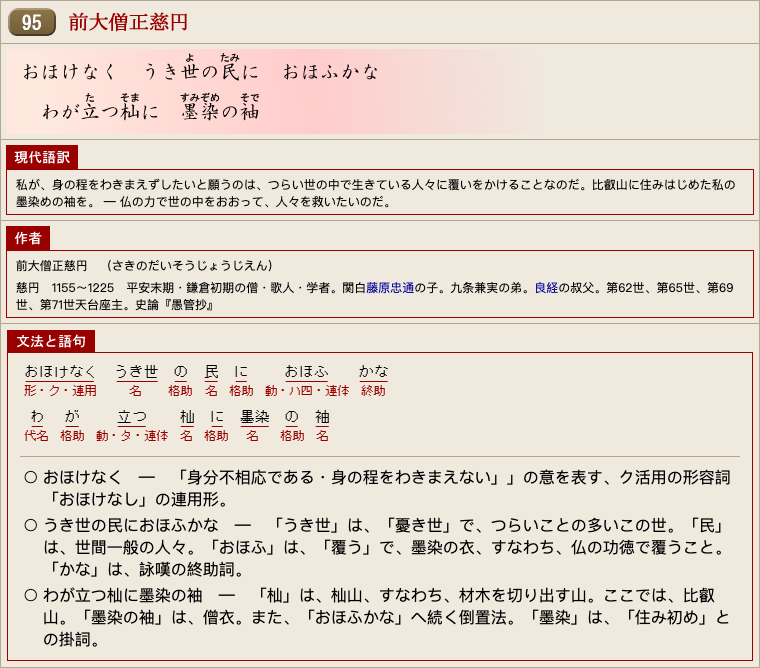 95 前大僧正慈円
おほけなく　うき世の民に　おほふかな
よ　たみ
わが立つ杣に　墨染の袖
た　そま　すみぞめ　そで
現代語訳
私が、身の程をわきまえずしたいと願うのは、つらい世の中で生きている人々に覆いをかけることなのだ。比叡山に住みはじめた私の
墨染めの袖を。 ― 仏の力で世の中をおおって、人々を救いたいのだ。
作者
前大僧正慈円　（さきのだいそうじょうじえん）
慈円　1155～1225　平安末期・鎌倉初期の僧・歌人・学者。関白藤原忠通の子。九条兼実の弟。良経の叔父。第62世、第65世、第69
世、第71世天台座主。史論『愚管抄』
文法と語句
おほけなく　うき世　の　民　に　おほふ　かな
形・ク・連用　名　格助　名　格助　動・ハ四・連体　終助
わ　が　立つ　杣　に　墨染　の　袖
代名　格助　動・タ・連体　名　格助　名　格助　名
○ おほけなく　―　「身分不相応である・身の程をわきまえない」」の意を表す、ク活用の形容詞
「おほけなし」の連用形。
○ うき世の民におほふかな　―　「うき世」は、「憂き世」で、つらいことの多いこの世。「民」
は、世間一般の人々。「おほふ」は、「覆う」で、墨染の衣、すなわち、仏の功徳で覆うこと。
「かな」は、詠嘆の終助詞。
○ わが立つ杣に墨染の袖　―　「杣」は、杣山、すなわち、材木を切り出す山。ここでは、比叡
山。「墨染の袖」は、僧衣。また、「おほふかな」へ続く倒置法。「墨染」は、「住み初め」と
の掛詞。